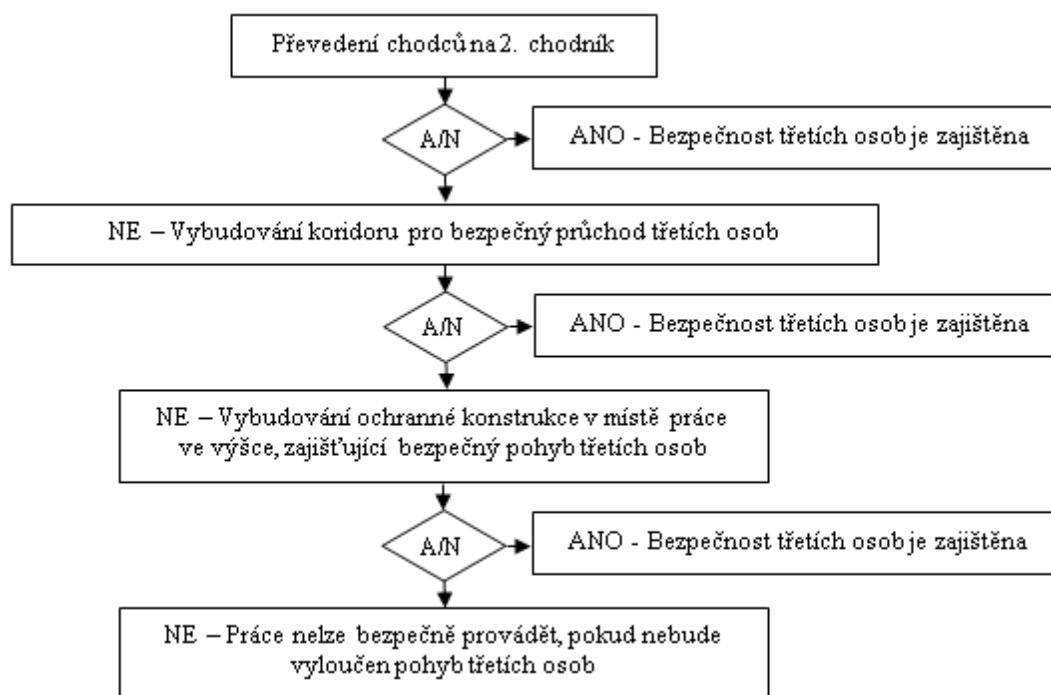 Převedení chodců na 2. chodník
A/N
ANO - Bezpečnost třetích osob je zajištěna
NE – Vybudování koridoru pro bezpečný průchod třetích osob
A/N
ANO - Bezpečnost třetích osob je zajištěna
NE – Vybudování ochranné konstrukce v místě práce
ve výšce, zajišťující bezpečný pohyb třetích osob
A/N
ANO - Bezpečnost třetích osob je zajištěna
NE – Práce nelze bezpečně provádět, pokud nebude
vyloučen pohyb třetích osob